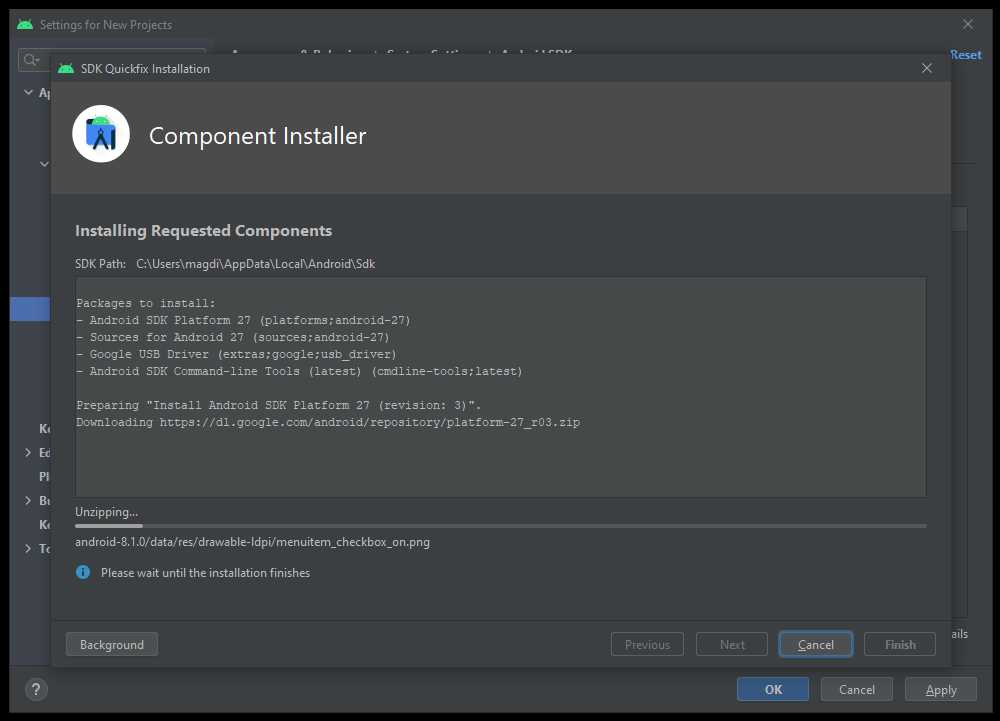 Settings for New Projects
Reset
SDK Quickfix Installation
Component Installer
Installing Requested Components
SDK Path: C:\Users\magdi\AppData\Local\Android\Sdk
Packages to install:
- Android SDK Platform 27 (platforms;android-27)
- Sources for Android 27 (sources;android-27)
- Google USB Driver (extras;google;usb_driver)
- Android SDK Command-line Tools (latest) (cmdline-tools;latest)
Preparing "Install Android SDK Platform 27 (revision: 3)".
Downloading https://dl.google.com/android/repository/platform-27_r03.zip
Unzipping...
android-8.1.0/data/res/drawable-ldpi/menuitem_checkbox_on.png
Please wait until the installation finishes
Background Previous Next Cancel Finish
? OK Cancel Apply